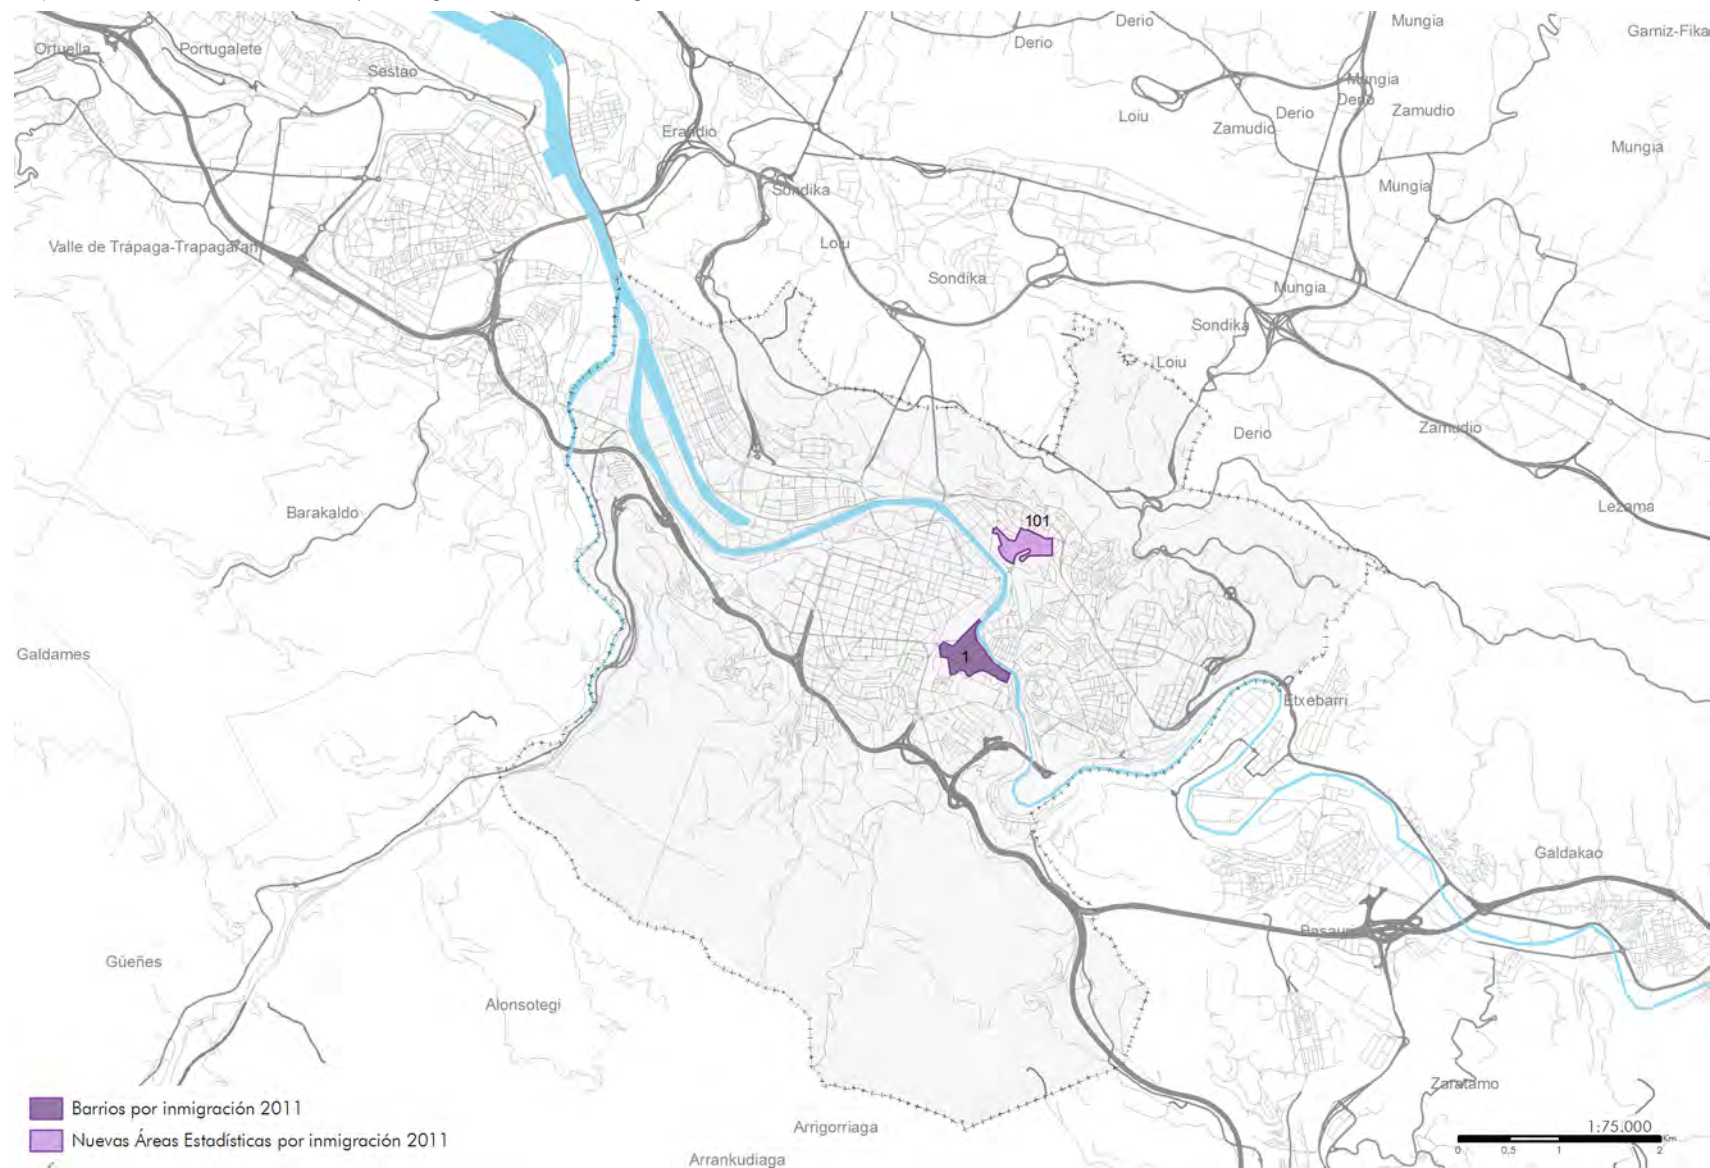 Derio
Mungia
Gamiz-Fika
Ortuella
Portugalete
Derio
Sestao
Mungia
Derio
Loiu
Derio
Zamudio
Zamudio
Erandio
Mungia
Sondika
Mungia
Valle de Trápaga-Trapagaran
Loiu
Sondika
Mungia
Sondika
Loiu
Derio
Zamudio
Barakaldo
Lezama
101
Galdames
1
Etxebarri
Galdakao
Basauri
Güeñes
Alonsotegi
Zaratamo
Barrios por inmigración 2011
Arrigorriaga
1:75.000
Nuevas Áreas Estadísticas por inmigración 2011
Km
0 0,5 1 2
Arrankudiaga